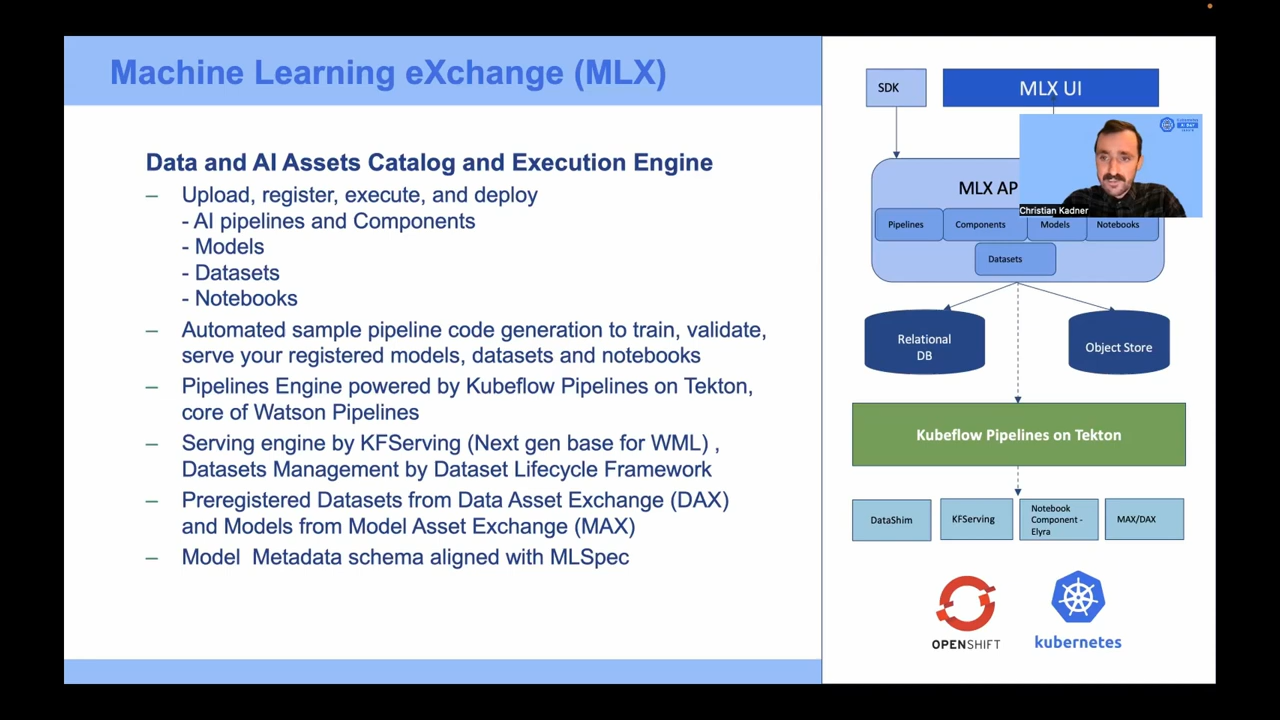 Machine Learning eXchange (MLX)
Data and AI Assets Catalog and Execution Engine
– Upload, register, execute, and deploy
- AI pipelines and Components
- Models
- Datasets
- Notebooks
– Automated sample pipeline code generation to train, validate,
serve your registered models, datasets and notebooks
– Pipelines Engine powered by Kubeflow Pipelines on Tekton,
core of Watson Pipelines
– Serving engine by KFServing (Next gen base for WML) ,
Datasets Management by Dataset Lifecycle Framework
– Preregistered Datasets from Data Asset Exchange (DAX)
and Models from Model Asset Exchange (MAX)
– Model  Metadata schema aligned with MLSpec
SDK
MLX UI
Christian Kadner
MLX AP
Pipelines
Components
Models
Notebooks
Datasets
Relational
DB
Object Store
Kubeflow Pipelines on Tekton
DataShim
KFServing
Notebook
Component -
Elyra
MAX/DAX
OPENSHIFT
kubernetes